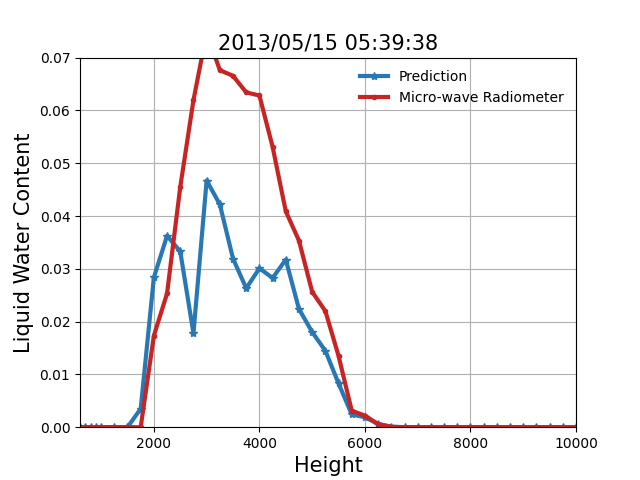 2013/05/15 05:39:38
0.07
0.06
0.05
0.04
0.03
0.02
0.01
0.00
Liquid Water Content
Prediction
Micro-wave Radiometer
2000 4000 6000 8000 10000
Height